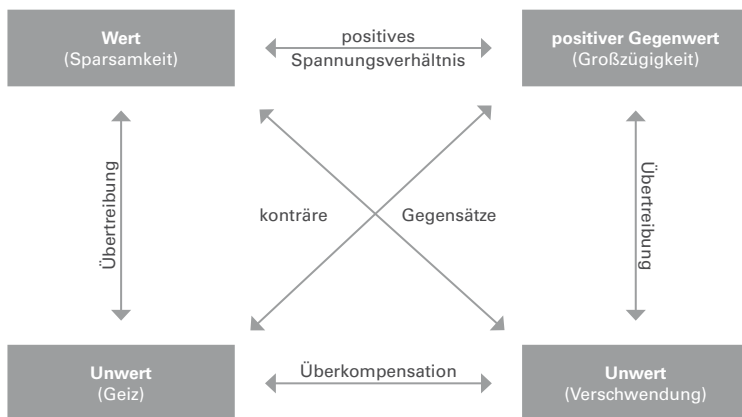 Wert
(Sparsamkeit)
positives
Spannungsverhältnis
positiver Gegenwert
(Großzügigkeit)
Übertreibung
konträre
Gegensätze
Übertreibung
Unwert
(Geiz)
Überkompensation
Unwert
(Verschwendung)